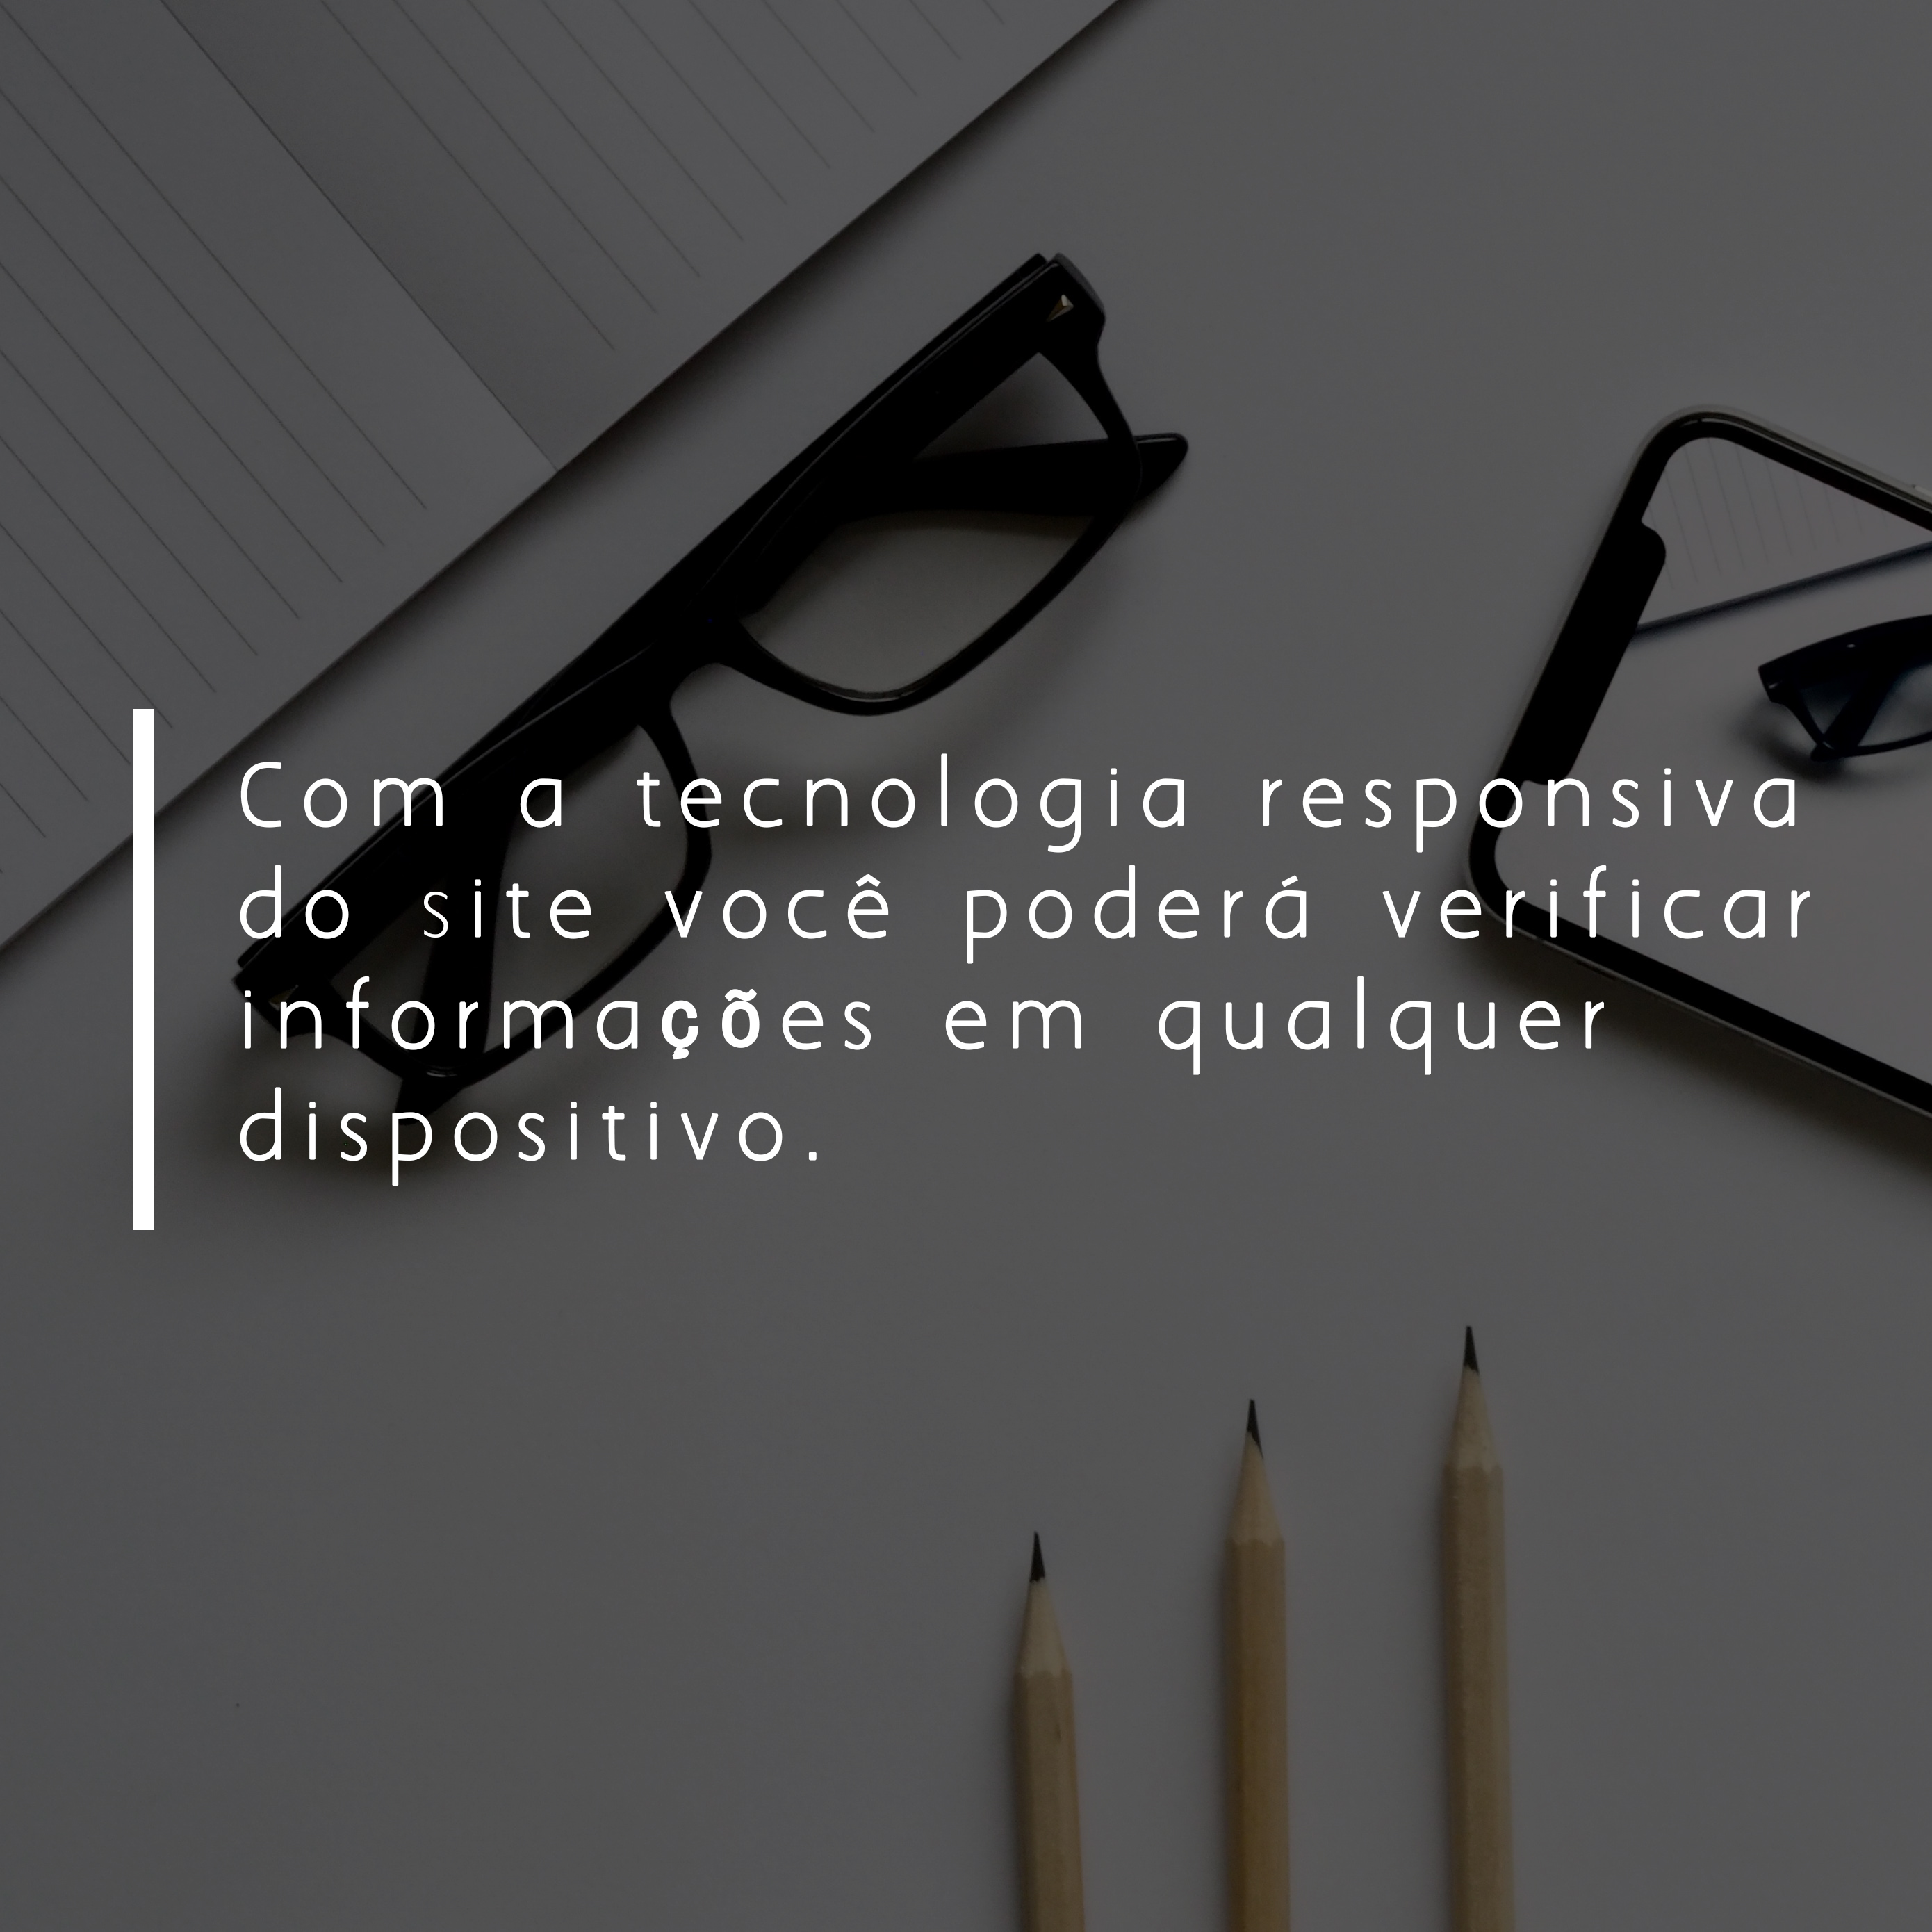 Com a tecnologia responsiva
do site você poderá verificar
informações em qualquer
dispositivo.